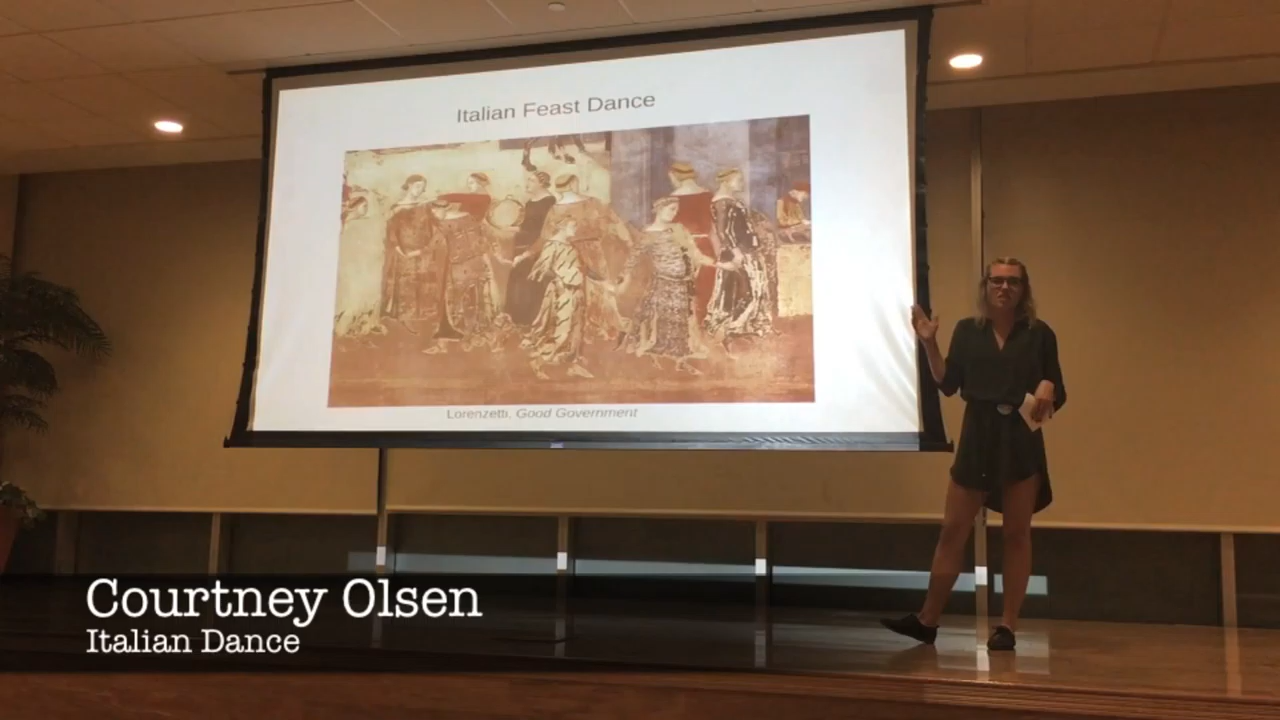 Italian Feast Dance
Lorenzetti, Good Government
Courtney Olsen
Italian Dance